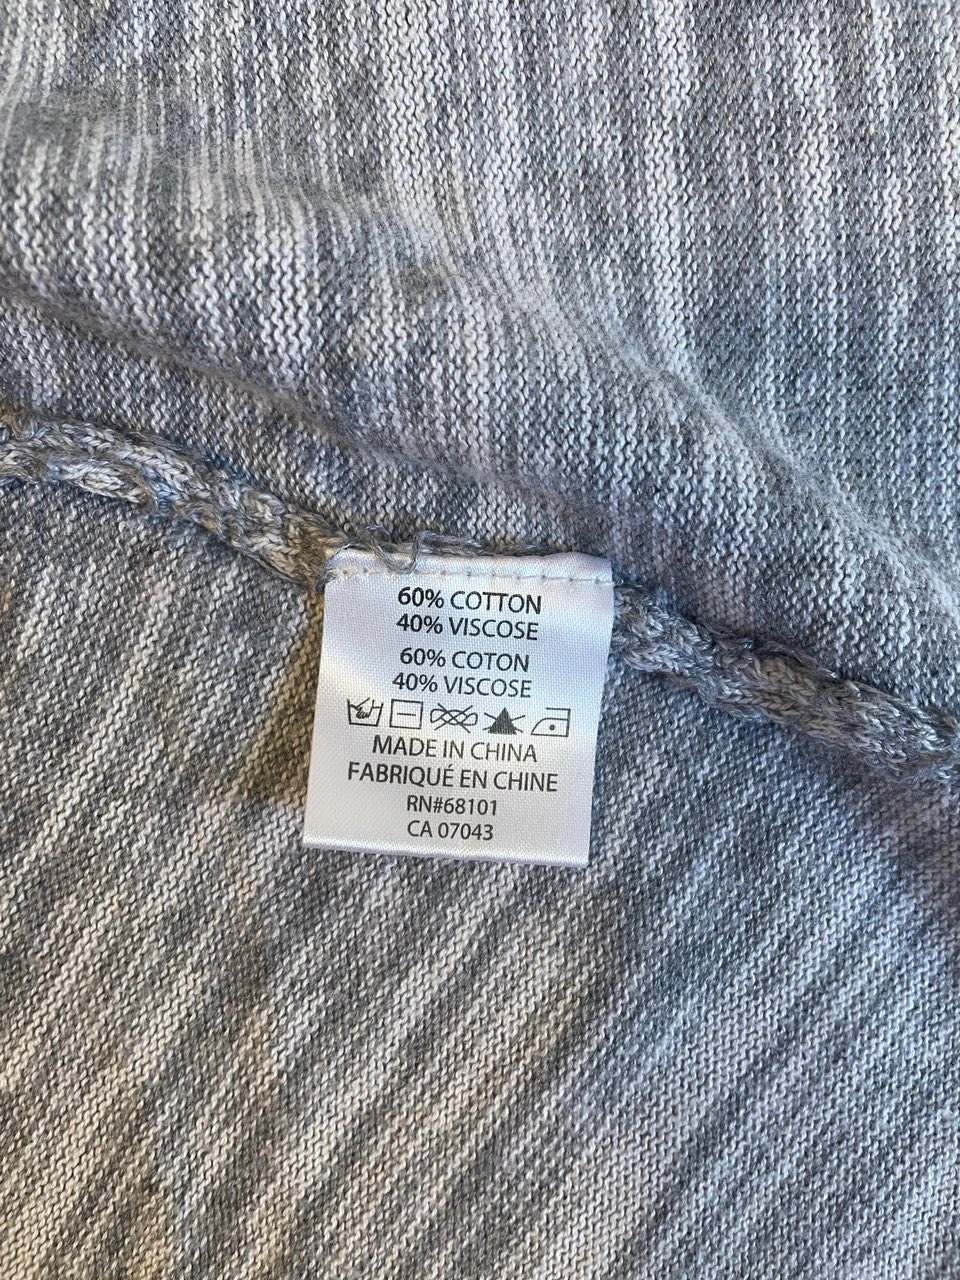 60% COTTON
40% VISCOSE
60% COTON
40% VISCOSE
MADE IN CHINA
FABRIQUÉ EN CHINE
RN#68101
CA 07043